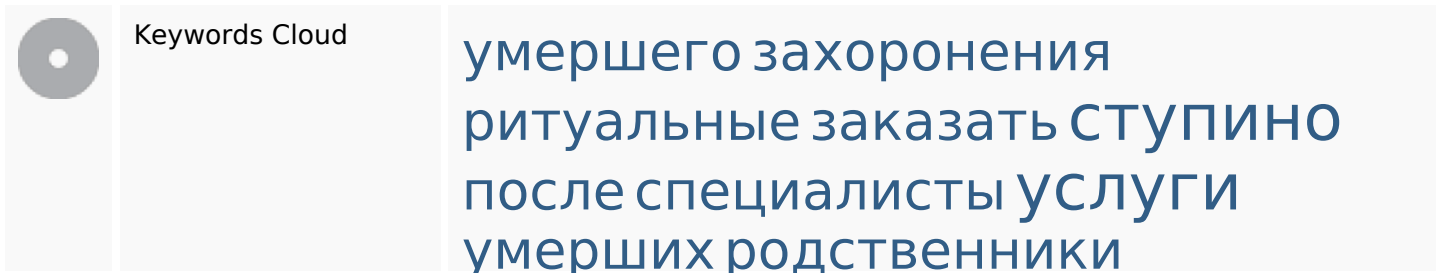 Keywords Cloud
умершего захоронения
ритуальные заказать ступино
после специалисты услуги
умерших родственники